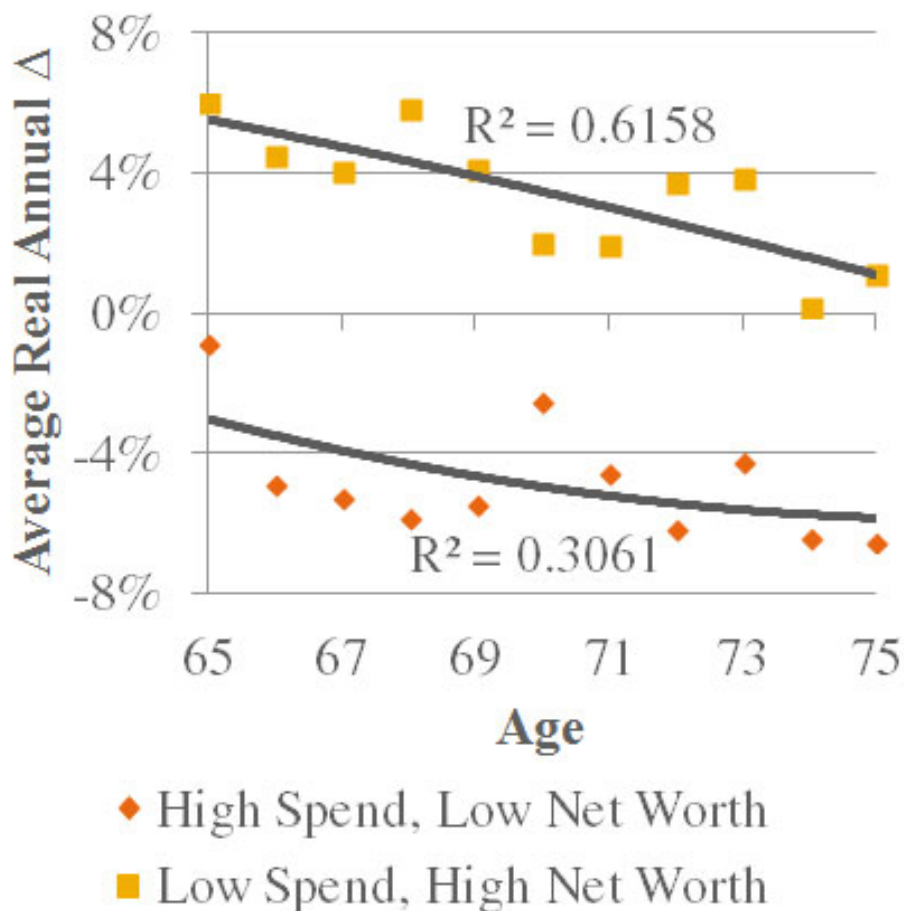 Average Real Annual Δ
8%
4%
0%
-4%
-8%
R² = 0.6158
R² = 0.3061
65 67 69 71 73 75
Age
High Spend, Low Net Worth
Low Spend, High Net Worth